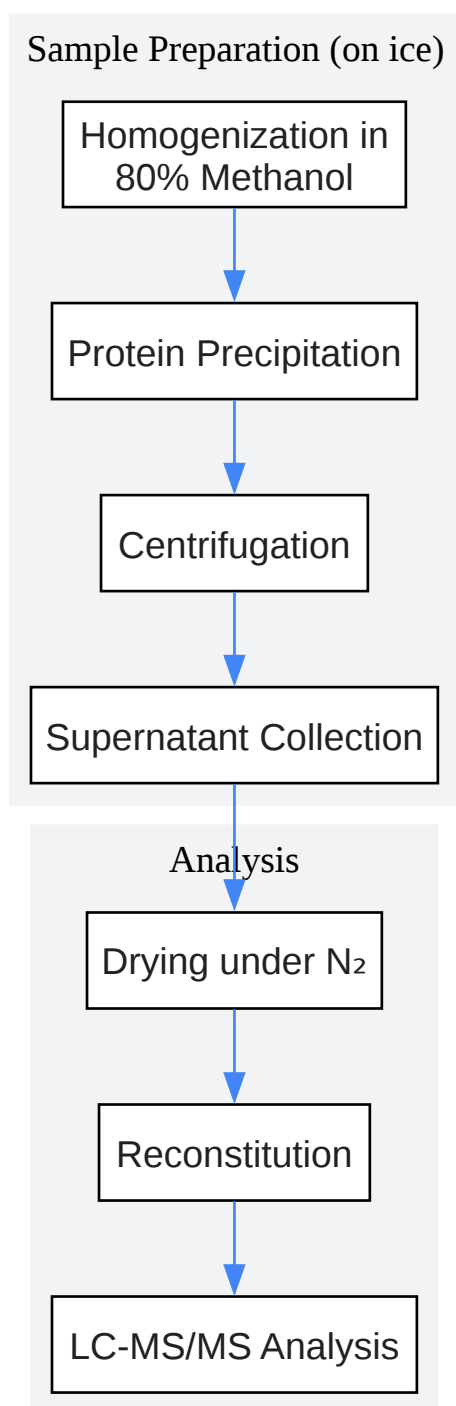 Sample Preparation (on ice)
Homogenization in
80% Methanol
Protein Precipitation
Centrifugation
Supernatant Collection
Analysis
Drying under N₂
Reconstitution
LC-MS/MS Analysis